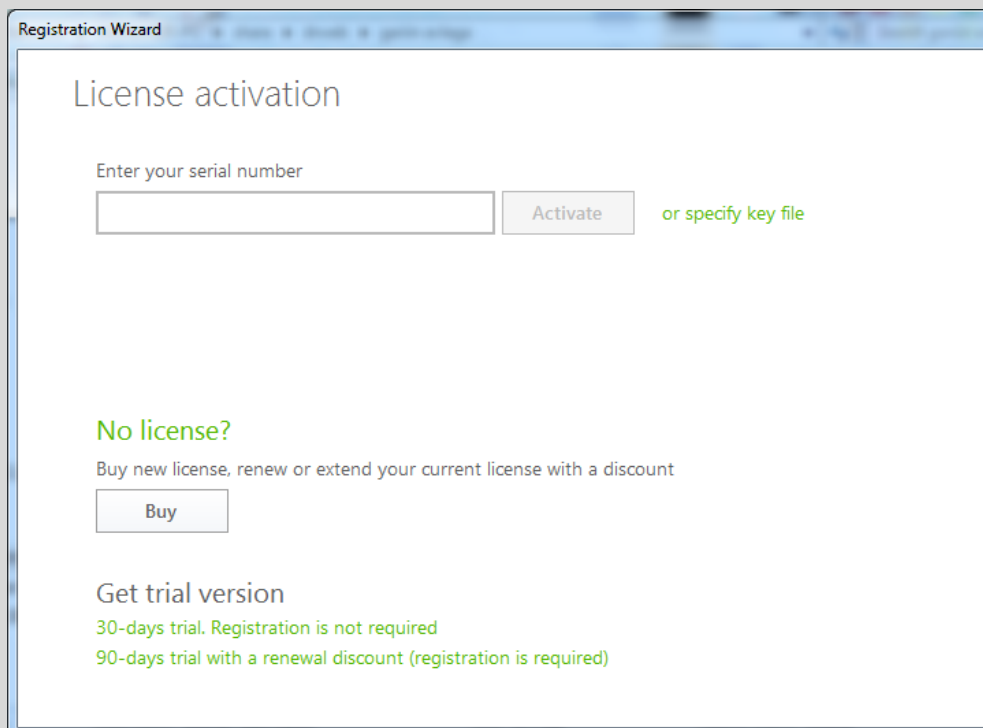 Registration Wizard
License activation
Enter your serial number
Activate
or specify key file
No license?
Buy new license, renew or extend your current license with a discount
Buy
Get trial version
30-days trial. Registration is not required
90-days trial with a renewal discount (registration is required)